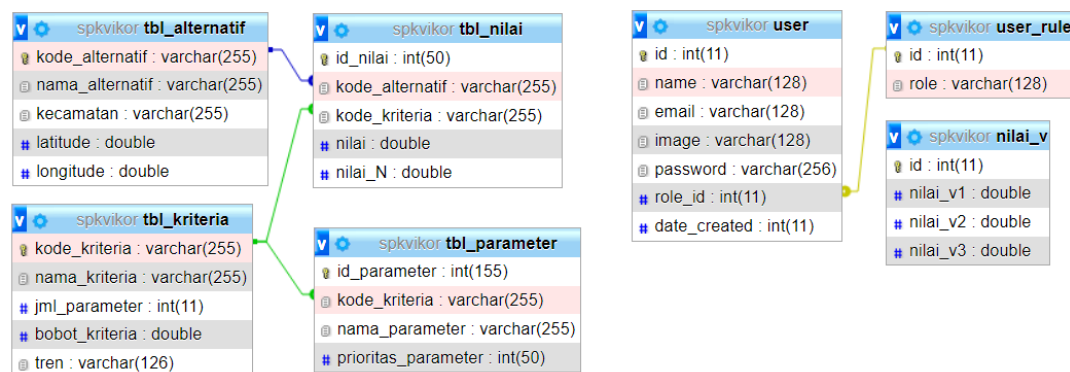 spkvikor tbl_alternatif
kode_alternatif : varchar(255)
nama_alternatif : varchar(255)
kecamatan : varchar(255)
latitude : double
longitude : double
spkvikor tbl_nilai
id_nilai : int(50)
kode_alternatif : varchar(255)
kode_kriteria : varchar(255)
nilai : double
nilai_N : double
spkvikor tbl_kriteria
kode_kriteria : varchar(255)
nama_kriteria : varchar(255)
jml_parameter : int(11)
bobot_kriteria : double
tren : varchar(126)
spkvikor tbl_parameter
id_parameter : int(155)
kode_kriteria : varchar(255)
nama_parameter : varchar(255)
prioritas_parameter : int(50)
spkvikor user
id : int(11)
name : varchar(128)
email : varchar(128)
image : varchar(128)
password : varchar(256)
role_id : int(11)
date_created : int(11)
spkvikor user_rule
id : int(11)
role : varchar(128)
spkvikor nilai_v
id : int(11)
nilai_v1 : double
nilai_v2 : double
nilai_v3 : double